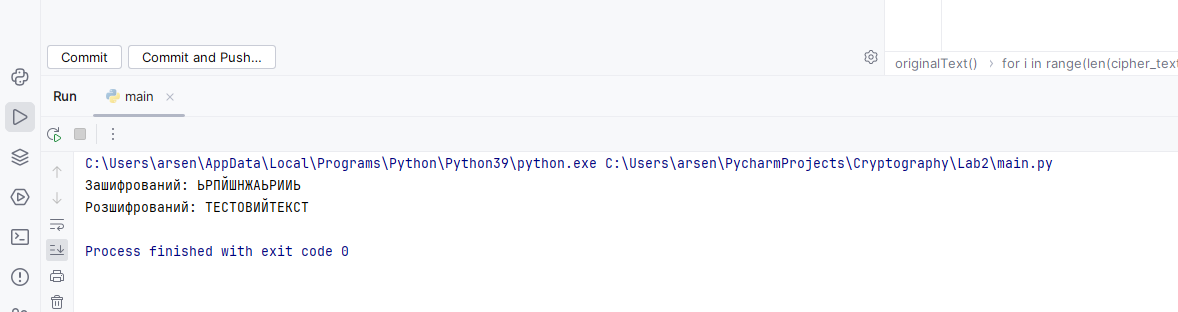 Commit
Commit and Push...
originalText() › for i in range(len(cipher_text
Run
main
C:\Users\arsen\AppData\Local\Programs\Python\Python39\python.exe C:\Users\arsen\PycharmProjects\Cryptography\Lab2\main.py
Зашифрований: ЬРПЙШНЖАЬРИИЬ
Розшифрований: ТЕСТОВИЙТЕКСТ
Process finished with exit code 0